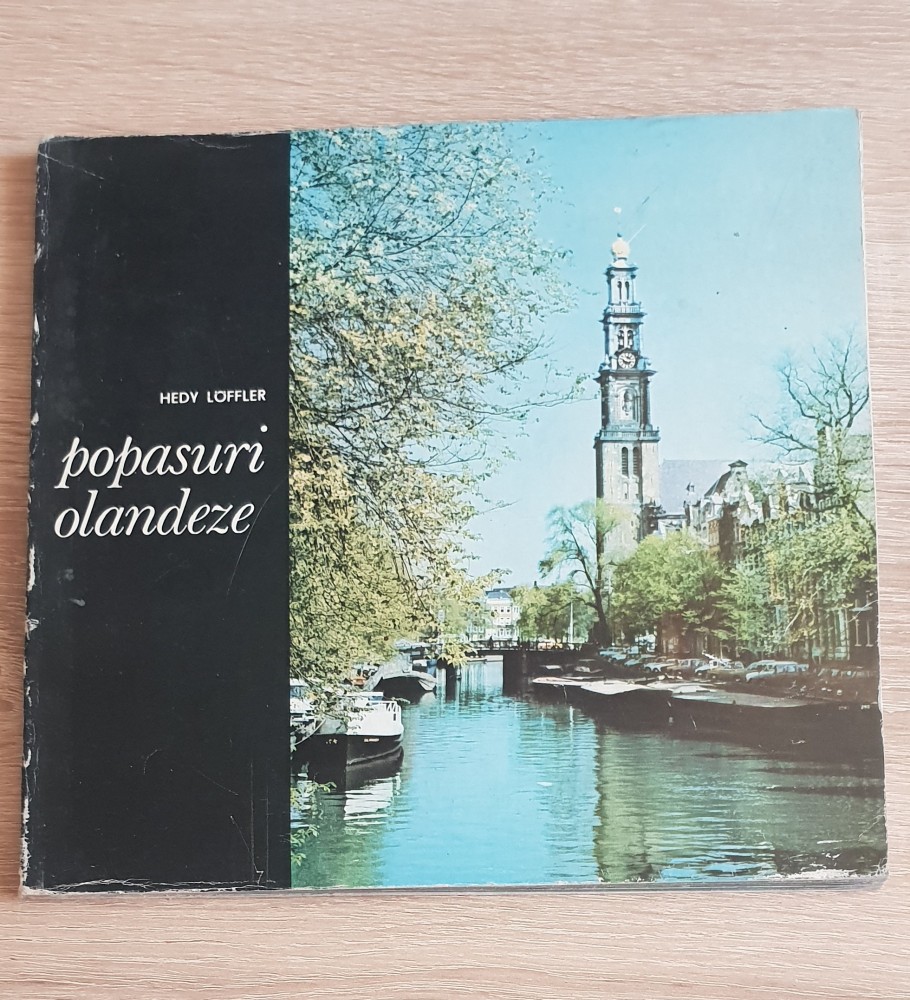 HEDY LÖFFLER
popasuri
olandeze